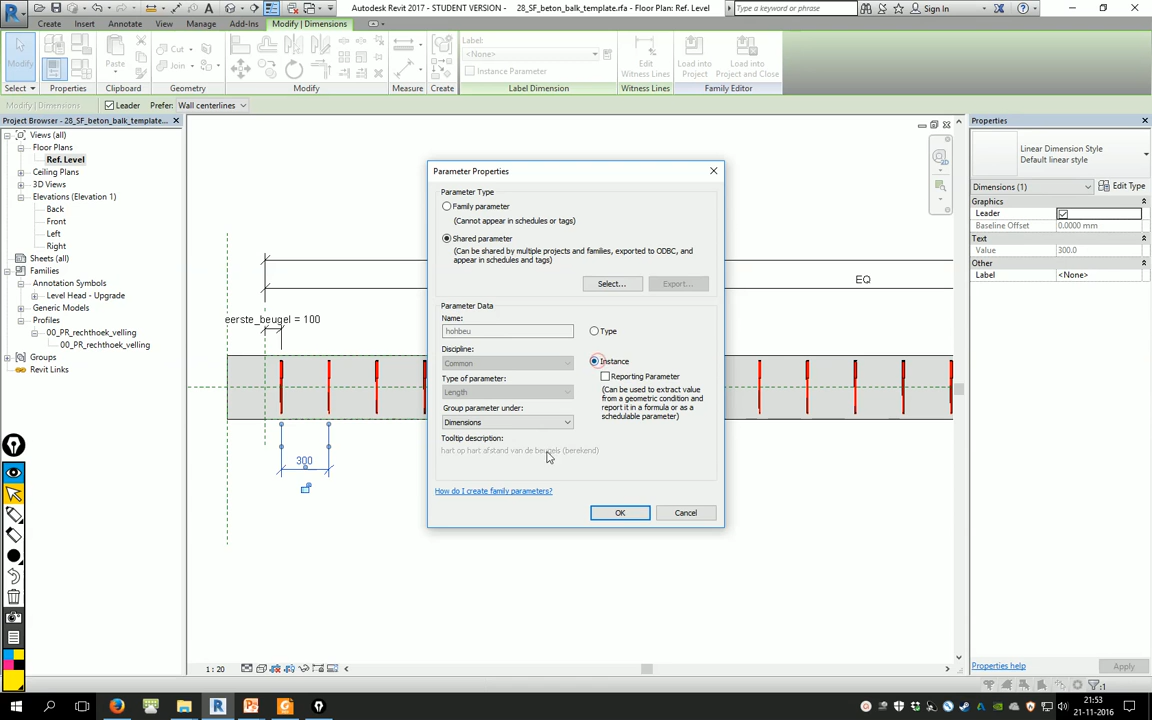 Autodesk Revit 2017 - STUDENT VERSION - 28_SF_beton_balk_template.rfa - Floor Plan: Ref. Level
Type a keyword or phrase
Sign In
File
Home
Insert
Annotate
View
Manage
Add-Ins
Modify | Dimensions
Modify
Paste
Cut
Join
Label:
<None>
Instance Parameter
Edit
Witness Lines
Load into
Project
Load into
Project and Close
Select
Properties
Clipboard
Geometry
Modify
Measure
Create
Label Dimension
Witness Lines
Family Editor
Modify | Dimensions
Leader
Prefer:
Wall centerlines
Project Browser - 28_SF_beton_balk_template...
Views (all)
Floor Plans
Ref. Level
Ceiling Plans
3D Views
Elevations (Elevation 1)
Back
Front
Left
Right
Sheets (all)
Families
Annotation Symbols
Level Head - Upgrade
Generic Models
00_PR_rechthoek_velling
Profiles
00_PR_rechthoek_velling
Groups
Revit Links
eerste_beugel = 100
300
EQ
Parameter Properties
Parameter Type
Family parameter
(Cannot appear in schedules or tags)
Shared parameter
(Can be shared by multiple projects and families, exported to ODBC, and
appear in schedules and tags)
Select...
Export...
Parameter Data
Name:
hohbeu
Type
Discipline:
Common
Instance
Type of parameter:
Length
Reporting Parameter
(Can be used to extract value
from a geometric condition and
report it in a formula or as a
schedulable parameter)
Group parameter under:
Dimensions
Tooltip description:
hart op hart afstand van de beugels (berekend)
How do I create family parameters?
OK
Cancel
Properties
Linear Dimension Style
Default linear style
Dimensions (1)
Edit Type
Graphics
Leader
Baseline Offset
0.0000 mm
Text
Value
300.0
Other
Label
<None>
Properties help
Apply
1 : 20
:1
21:53
21-11-2016